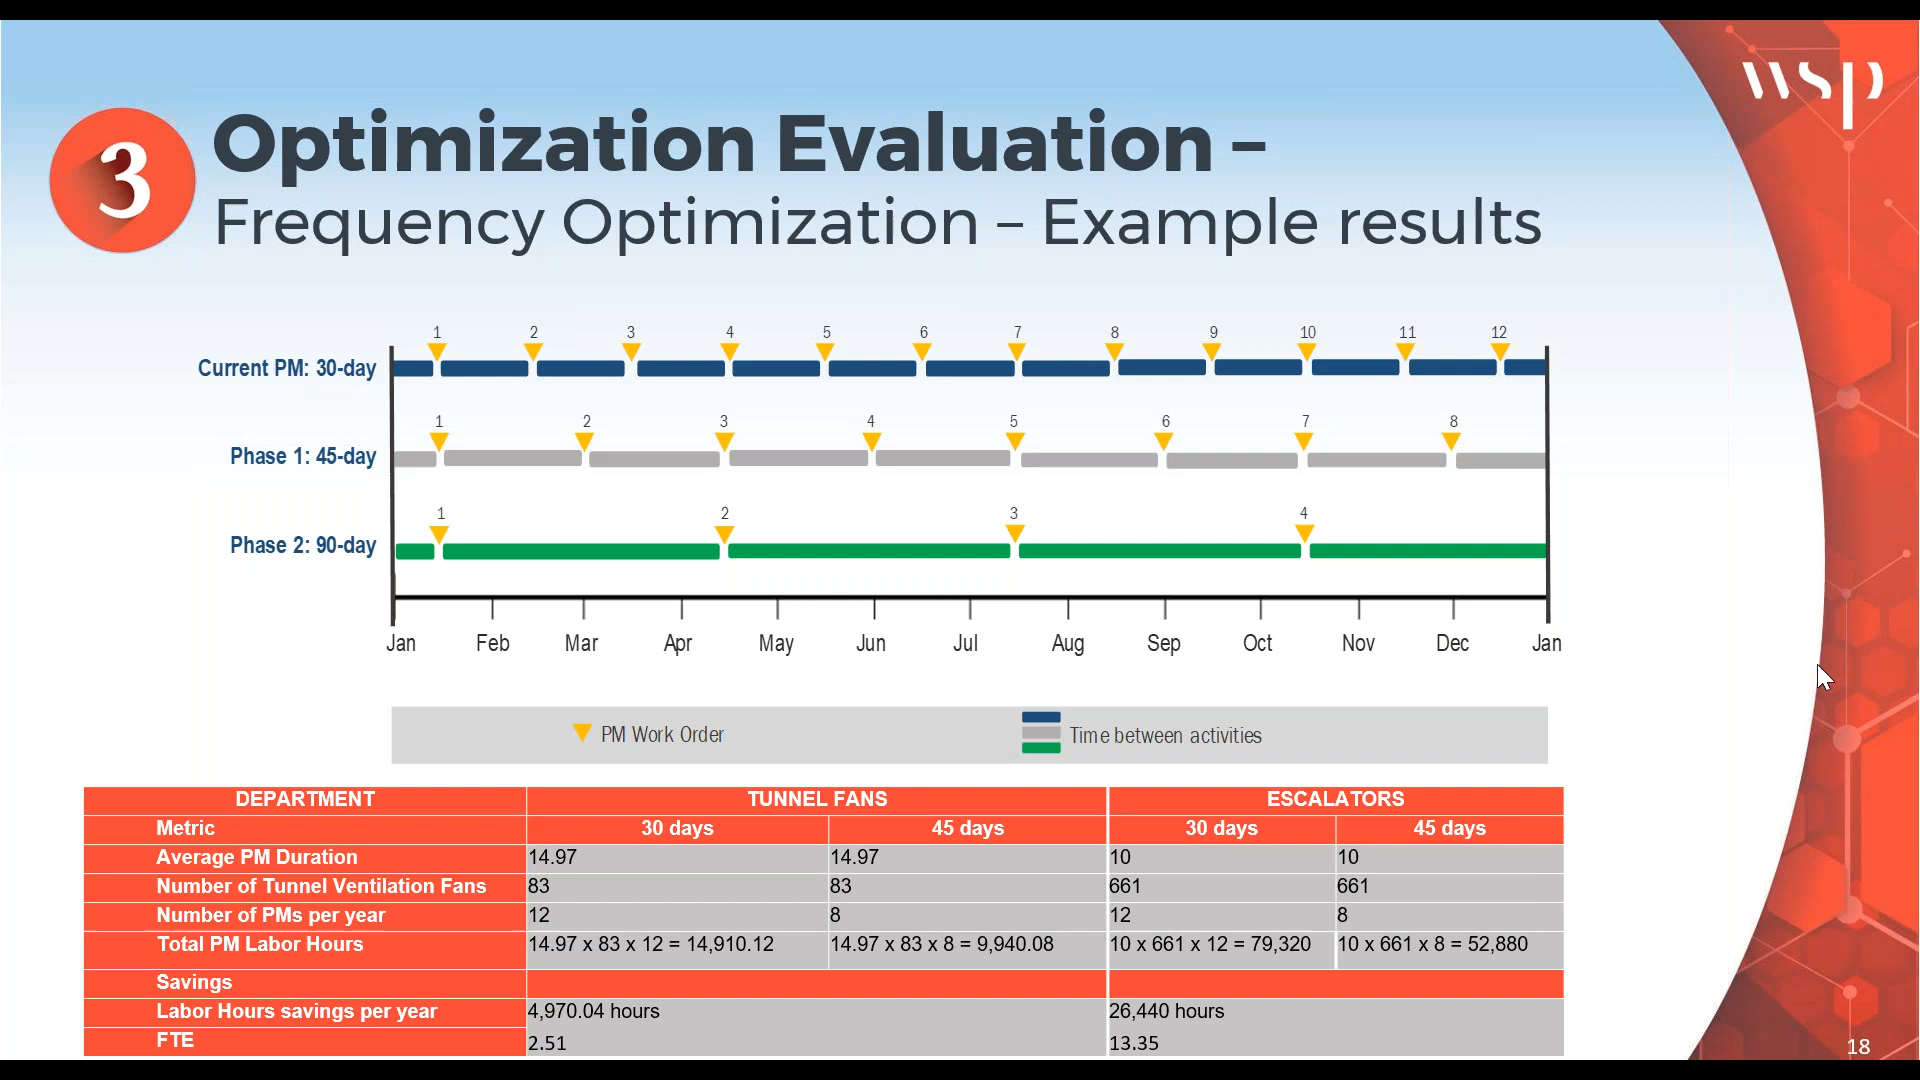 wsp
3
Optimization Evaluation –
Frequency Optimization – Example results
1 2 3 4 5 6 7 8 9 10 11 12
Current PM: 30-day
1 2 3 4 5 6 7 8
Phase 1: 45-day
1 2 3 4
Phase 2: 90-day
Jan Feb Mar Apr May Jun Jul Aug Sep Oct Nov Dec Jan
PM Work Order Time between activities
DEPARTMENT TUNNEL FANS ESCALATORS
Metric 30 days 45 days 30 days 45 days
Average PM Duration 14.97 14.97 10 10
Number of Tunnel Ventilation Fans 83 83 661 661
Number of PMs per year 12 8 12 8
Total PM Labor Hours 14.97 x 83 x 12 = 14,910.12 14.97 x 83 x 8 = 9,940.08 10 x 661 x 12 = 79,320 10 x 661 x 8 = 52,880
Savings
Labor Hours savings per year 4,970.04 hours 26,440 hours
FTE 2.51 13.35
18